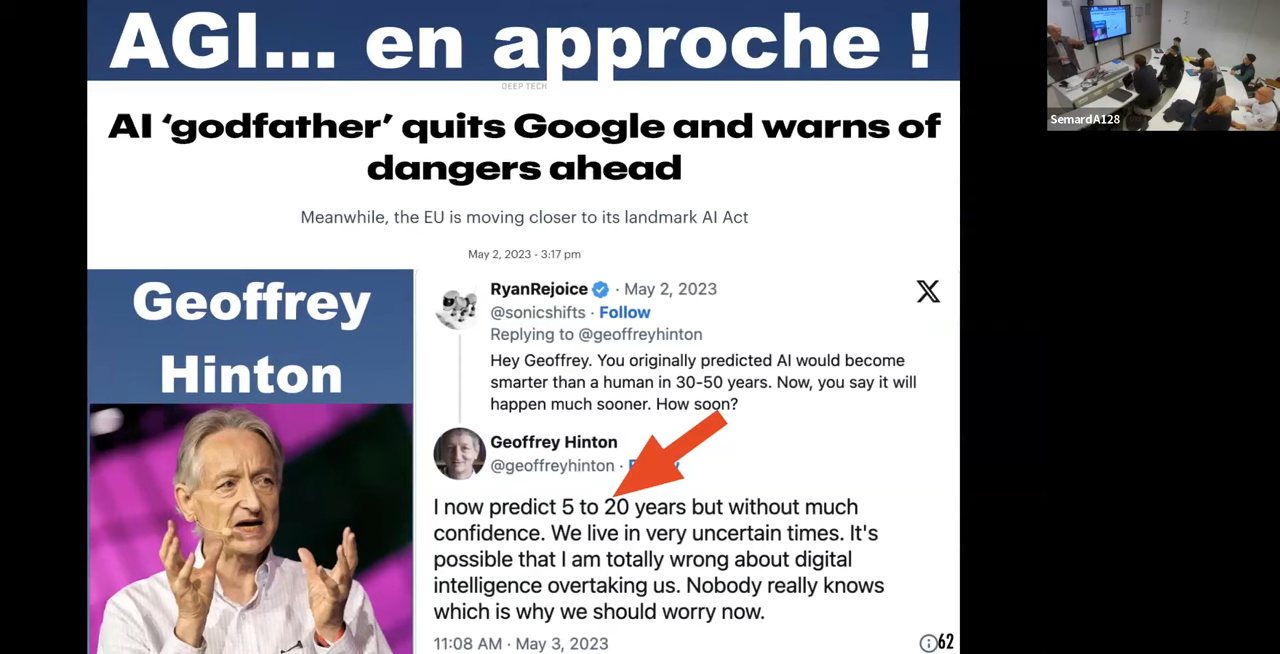 AGI... en approche !
DEEP TECH
AI ‘godfather’ quits Google and warns of
dangers ahead
Meanwhile, the EU is moving closer to its landmark AI Act
May 2, 2023 - 3:17 pm
Geoffrey
Hinton
RyanRejoice · May 2, 2023
@sonicshifts · Follow
Replying to @geoffreyhinton
Hey Geoffrey. You originally predicted AI would become
smarter than a human in 30-50 years. Now, you say it will
happen much sooner. How soon?
Geoffrey Hinton
@geoffreyhinton ·
I now predict 5 to 20 years but without much
confidence. We live in very uncertain times. It's
possible that I am totally wrong about digital
intelligence overtaking us. Nobody really knows
which is why we should worry now.
11:08 AM · May 3, 2023
62
SemardA128